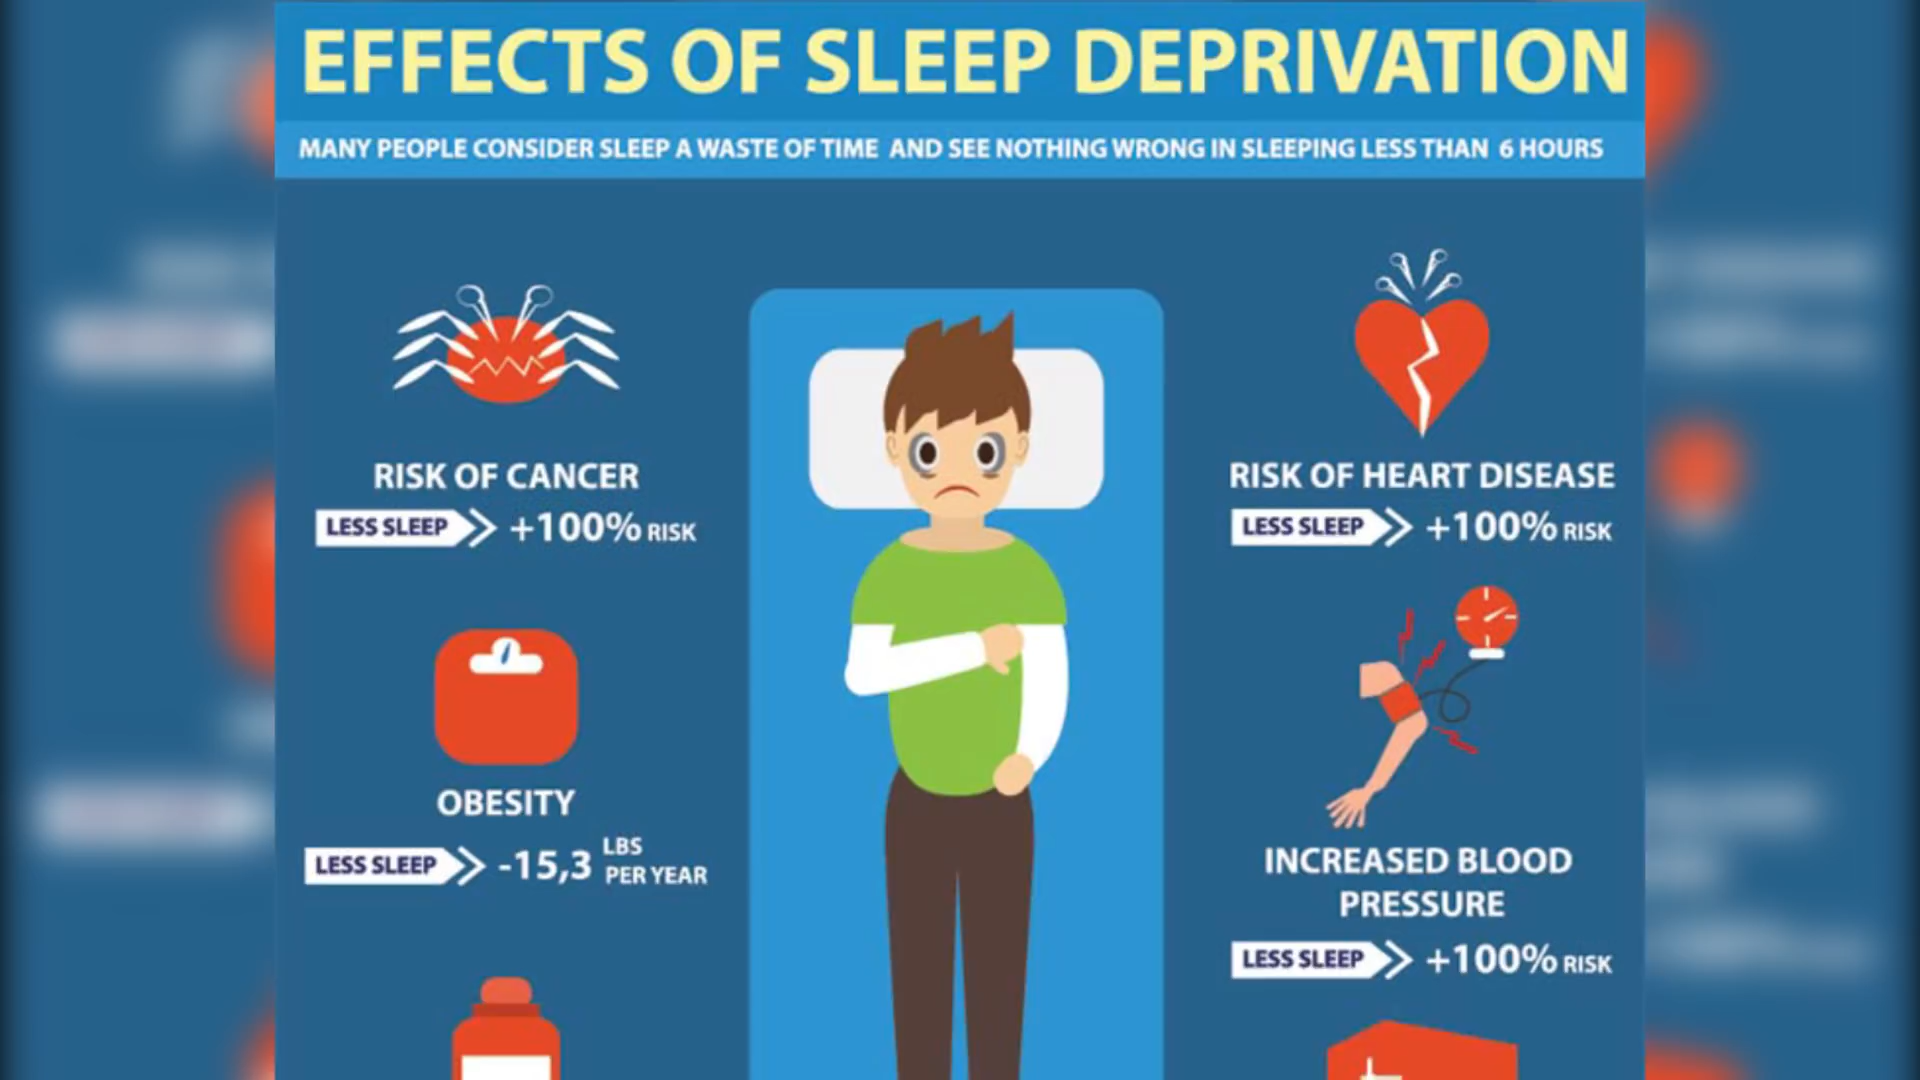 EFFECTS OF SLEEP DEPRIVATION
MANY PEOPLE CONSIDER SLEEP A WASTE OF TIME AND SEE NOTHING WRONG IN SLEEPING LESS THAN 6 HOURS
RISK OF CANCER
LESS SLEEP +100% RISK
OBESITY
LESS SLEEP -15,3 LBS
PER YEAR
RISK OF HEART DISEASE
LESS SLEEP +100% RISK
INCREASED BLOOD
PRESSURE
LESS SLEEP +100% RISK